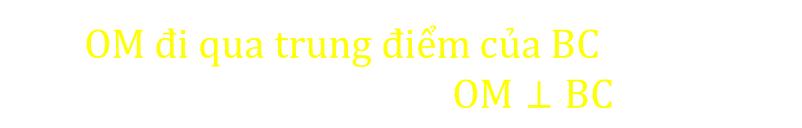 OM đi qua trung điểm của BC
OM ⊥ BC